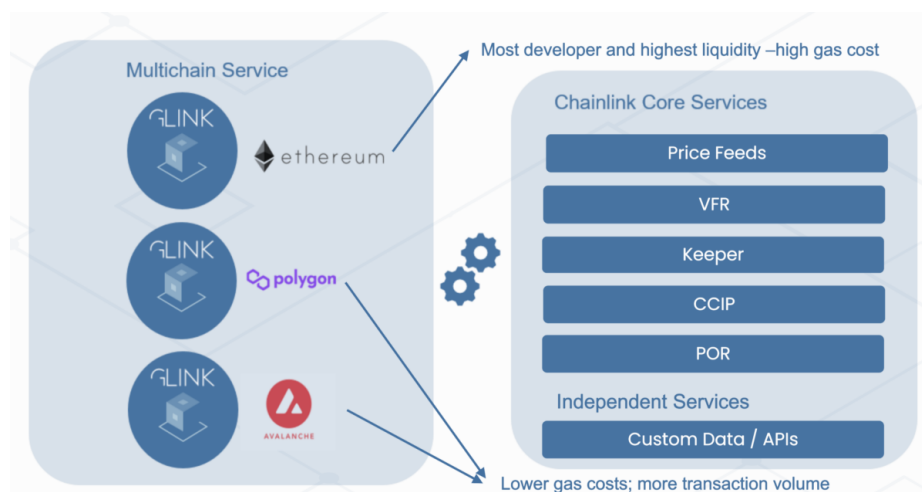 Most developer and highest liquidity –high gas cost
Multichain Service
GLINK
ethereum
GLINK
polygon
GLINK
AVALANCHE
Chainlink Core Services
Price Feeds
VFR
Keeper
CCIP
POR
Independent Services
Custom Data / APIs
Lower gas costs; more transaction volume